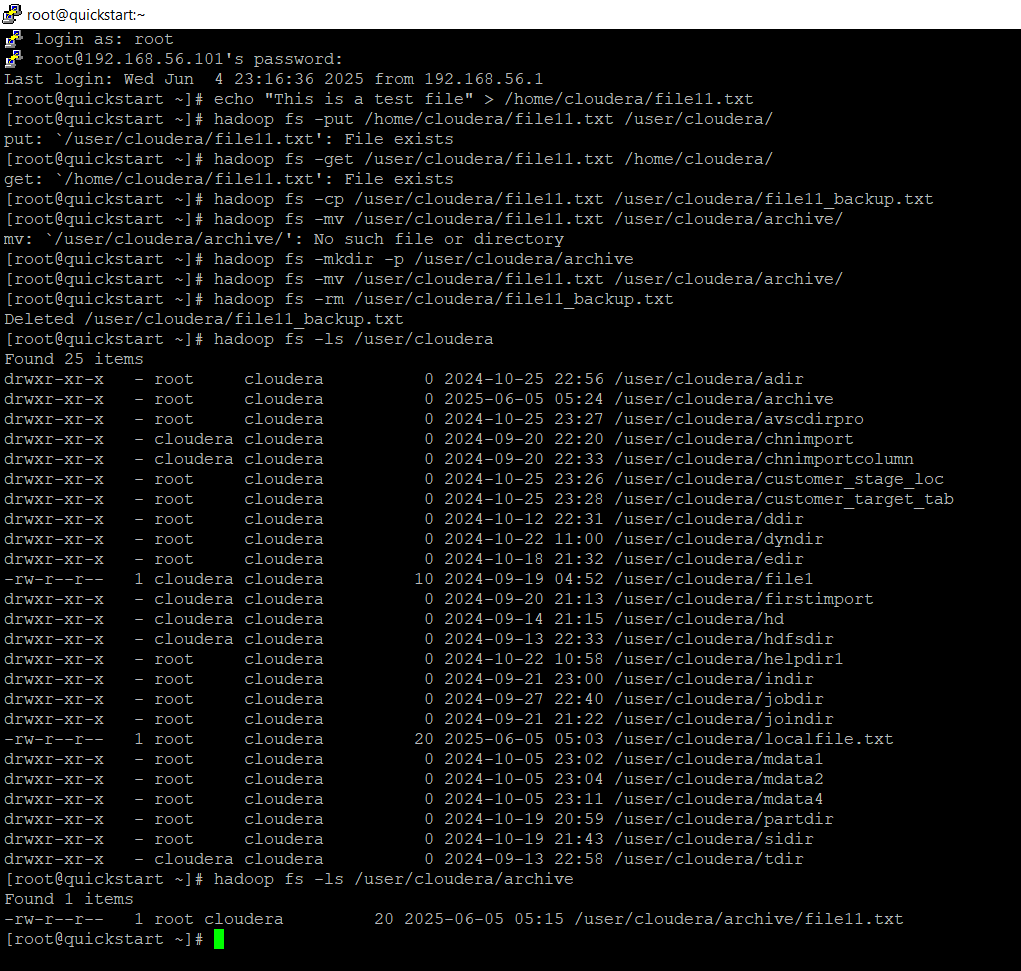 root@quickstart:~
login as: root
root@192.168.56.101's password:
Last login: Wed Jun  4 23:16:36 2025 from 192.168.56.1
[root@quickstart ~]# echo "This is a test file" > /home/cloudera/file11.txt
[root@quickstart ~]# hadoop fs -put /home/cloudera/file11.txt /user/cloudera/
put: `/user/cloudera/file11.txt': File exists
[root@quickstart ~]# hadoop fs -get /user/cloudera/file11.txt /home/cloudera/
get: `/home/cloudera/file11.txt': File exists
[root@quickstart ~]# hadoop fs -cp /user/cloudera/file11.txt /user/cloudera/file11_backup.txt
[root@quickstart ~]# hadoop fs -mv /user/cloudera/file11.txt /user/cloudera/archive/
mv: `/user/cloudera/archive/': No such file or directory
[root@quickstart ~]# hadoop fs -mkdir -p /user/cloudera/archive
[root@quickstart ~]# hadoop fs -mv /user/cloudera/file11.txt /user/cloudera/archive/
[root@quickstart ~]# hadoop fs -rm /user/cloudera/file11_backup.txt
Deleted /user/cloudera/file11_backup.txt
[root@quickstart ~]# hadoop fs -ls /user/cloudera
Found 25 items
drwxr-xr-x   - root     cloudera          0 2024-10-25 22:56 /user/cloudera/adir
drwxr-xr-x   - root     cloudera          0 2025-06-05 05:24 /user/cloudera/archive
drwxr-xr-x   - root     cloudera          0 2024-10-25 23:27 /user/cloudera/avscdirpro
drwxr-xr-x   - cloudera cloudera          0 2024-09-20 22:20 /user/cloudera/chnimport
drwxr-xr-x   - cloudera cloudera          0 2024-09-20 22:33 /user/cloudera/chnimportcolumn
drwxr-xr-x   - root     cloudera          0 2024-10-25 23:26 /user/cloudera/customer_stage_loc
drwxr-xr-x   - root     cloudera          0 2024-10-25 23:28 /user/cloudera/customer_target_tab
drwxr-xr-x   - root     cloudera          0 2024-10-12 22:31 /user/cloudera/ddir
drwxr-xr-x   - root     cloudera          0 2024-10-22 11:00 /user/cloudera/dyndir
drwxr-xr-x   - root     cloudera          0 2024-10-18 21:32 /user/cloudera/edir
-rw-r--r--   1 cloudera cloudera         10 2024-09-19 04:52 /user/cloudera/file1
drwxr-xr-x   - cloudera cloudera          0 2024-09-20 21:13 /user/cloudera/firstimport
drwxr-xr-x   - cloudera cloudera          0 2024-09-14 21:15 /user/cloudera/hd
drwxr-xr-x   - cloudera cloudera          0 2024-09-13 22:33 /user/cloudera/hdfsdir
drwxr-xr-x   - root     cloudera          0 2024-10-22 10:58 /user/cloudera/helpdir1
drwxr-xr-x   - root     cloudera          0 2024-09-21 23:00 /user/cloudera/indir
drwxr-xr-x   - root     cloudera          0 2024-09-27 22:40 /user/cloudera/jobdir
drwxr-xr-x   - root     cloudera          0 2024-09-21 21:22 /user/cloudera/joindir
-rw-r--r--   1 root     cloudera         20 2025-06-05 05:03 /user/cloudera/localfile.txt
drwxr-xr-x   - root     cloudera          0 2024-10-05 23:02 /user/cloudera/mdata1
drwxr-xr-x   - root     cloudera          0 2024-10-05 23:04 /user/cloudera/mdata2
drwxr-xr-x   - root     cloudera          0 2024-10-05 23:11 /user/cloudera/mdata4
drwxr-xr-x   - root     cloudera          0 2024-10-19 20:59 /user/cloudera/partdir
drwxr-xr-x   - root     cloudera          0 2024-10-19 21:43 /user/cloudera/sidir
drwxr-xr-x   - cloudera cloudera          0 2024-09-13 22:58 /user/cloudera/tdir
[root@quickstart ~]# hadoop fs -ls /user/cloudera/archive
Found 1 items
-rw-r--r--   1 root cloudera         20 2025-06-05 05:15 /user/cloudera/archive/file11.txt
[root@quickstart ~]#